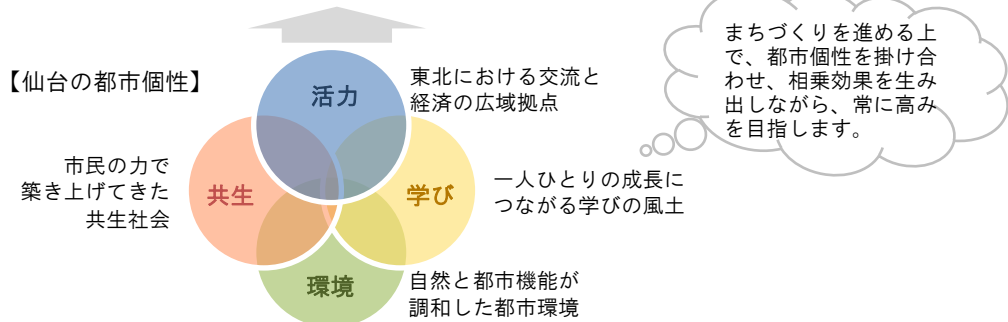 【仙台の都市個性】
活力
東北における交流と
経済の広域拠点
まちづくりを進める上
で、都市個性を掛け合
わせ、相乗効果を生み
出しながら、常に高み
を目指します。
市民の力で
築き上げてきた
共生社会
共生
学び
一人ひとりの成長に
つながる学びの風土
環境
自然と都市機能が
調和した都市環境